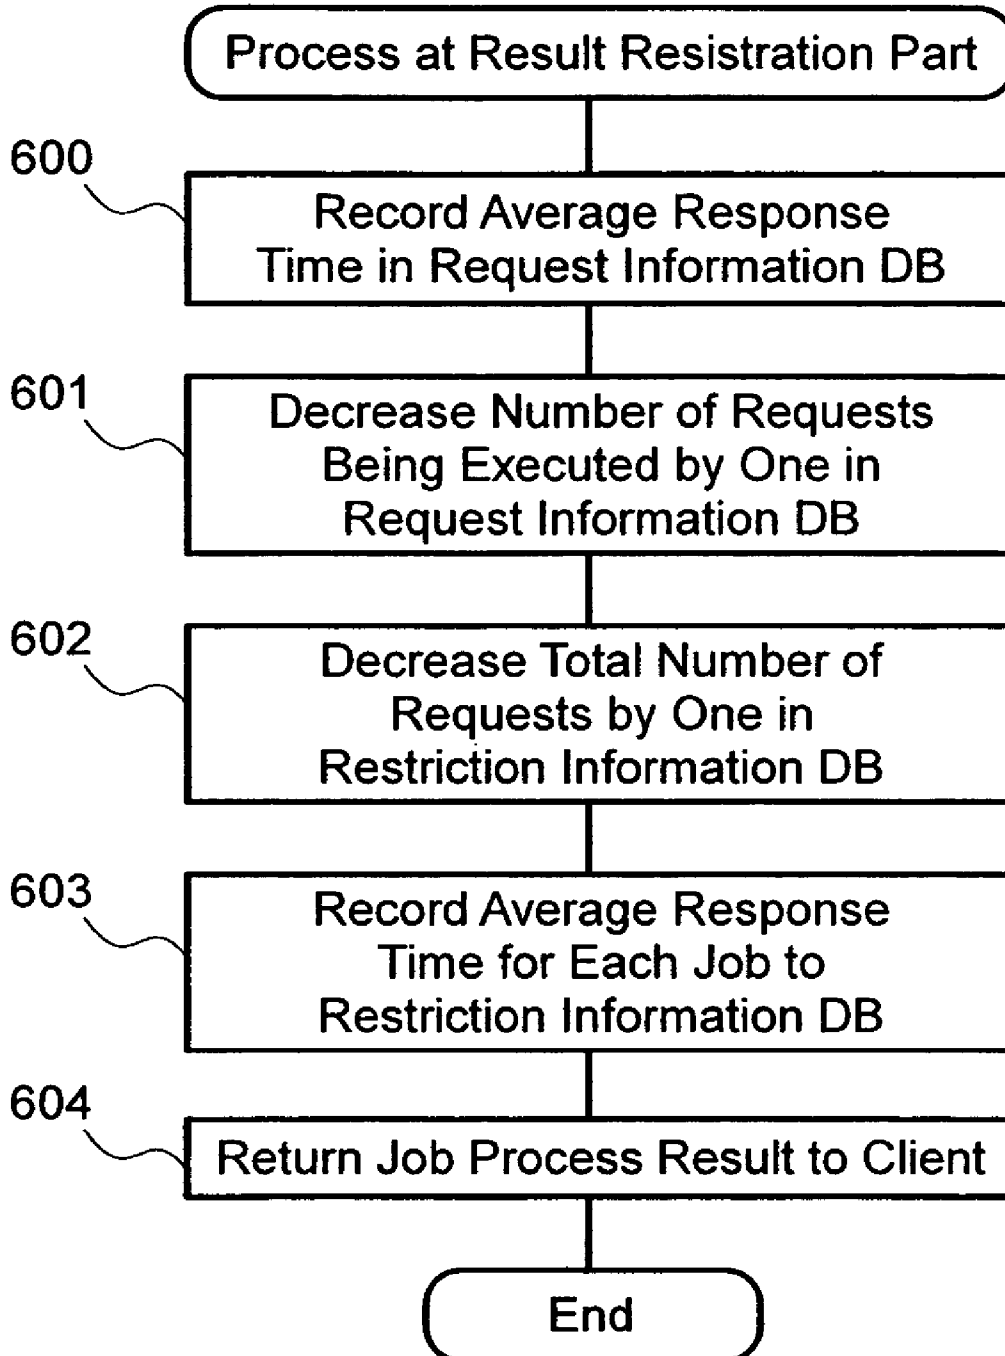 Process at Result Resistration Part
600
Record Average Response
Time in Request Information DB
601
Decrease Number of Requests
Being Executed by One in
Request Information DB
602
Decrease Total Number of
Requests by One in
Restriction Information DB
603
Record Average Response
Time for Each Job to
Restriction Information DB
604
Return Job Process Result to Client
End